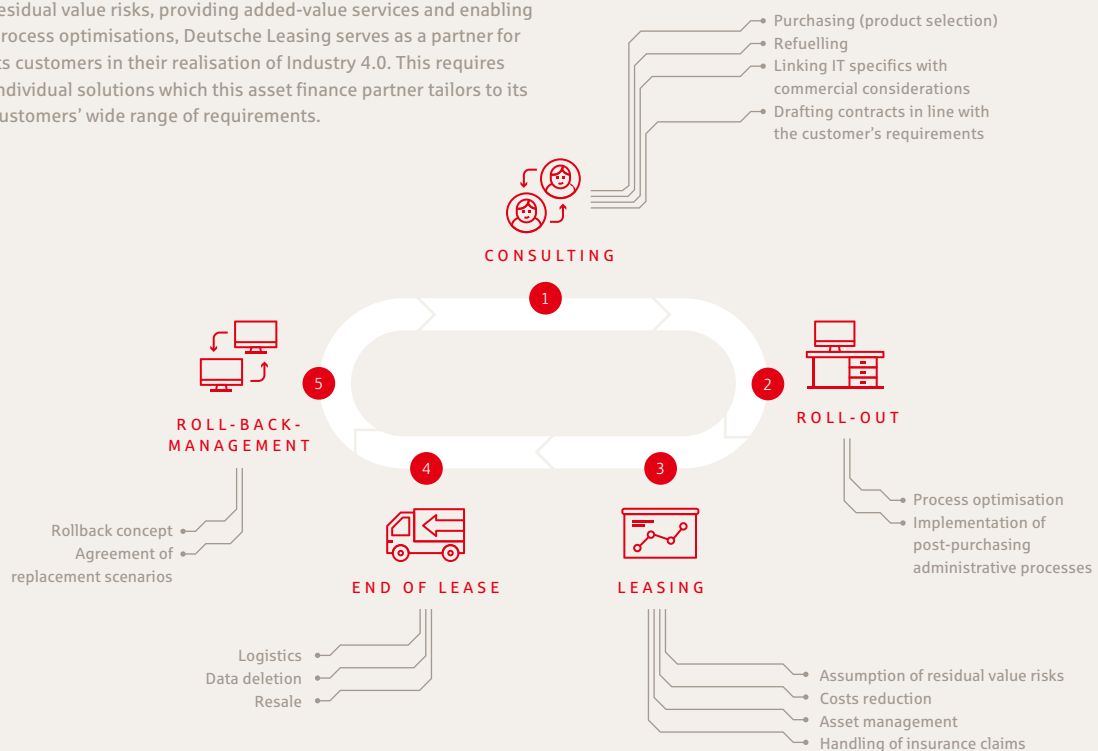 esidual value risks, providing added-value services and enabling
rocess optimisations, Deutsche Leasing serves as a partner for
ts customers in their realisation of Industry 4.0. This requires
ndividual solutions which this asset finance partner tailors to its
ustomers’ wide range of requirements.
Purchasing (product selection)
Refuelling
Linking IT specifics with
commercial considerations
Drafting contracts in line with
the customer’s requirements
CONSULTING
1
2
ROLL-OUT
Process optimisation
Implementation of
post-purchasing
administrative processes
3
LEASING
Assumption of residual value risks
Costs reduction
Asset management
Handling of insurance claims
4
END OF LEASE
Logistics
Data deletion
Resale
5
ROLL-BACK-
MANAGEMENT
Rollback concept
Agreement of
replacement scenarios